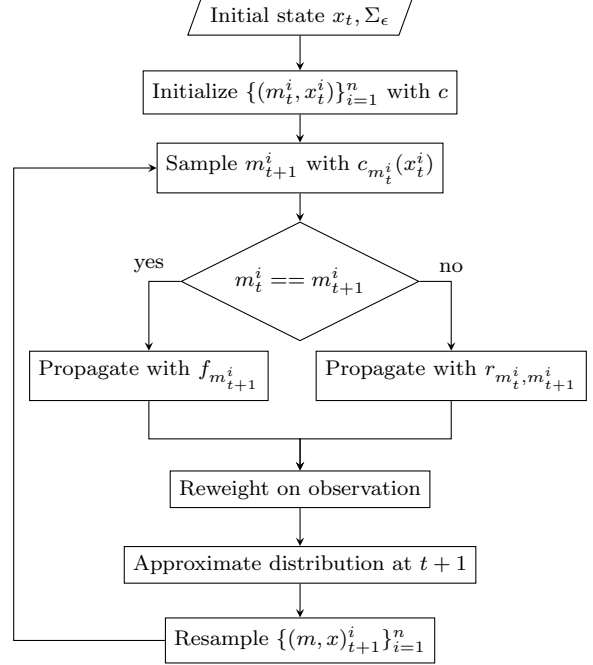 Initial state $x_t, \Sigma_\epsilon$
Initialize $\{(m_t^i, x_t^i)\}_{i=1}^n$ with $c$
Sample $m_{t+1}^i$ with $c_{m_t^i}(x_t^i)$
yes
no
$m_t^i == m_{t+1}^i$
Propagate with $f_{m_{t+1}^i}$
Propagate with $r_{m_t^i, m_{t+1}^i}$
Reweight on observation
Approximate distribution at $t+1$
Resample $\{(m, x)_{t+1}^i\}_{i=1}^n$